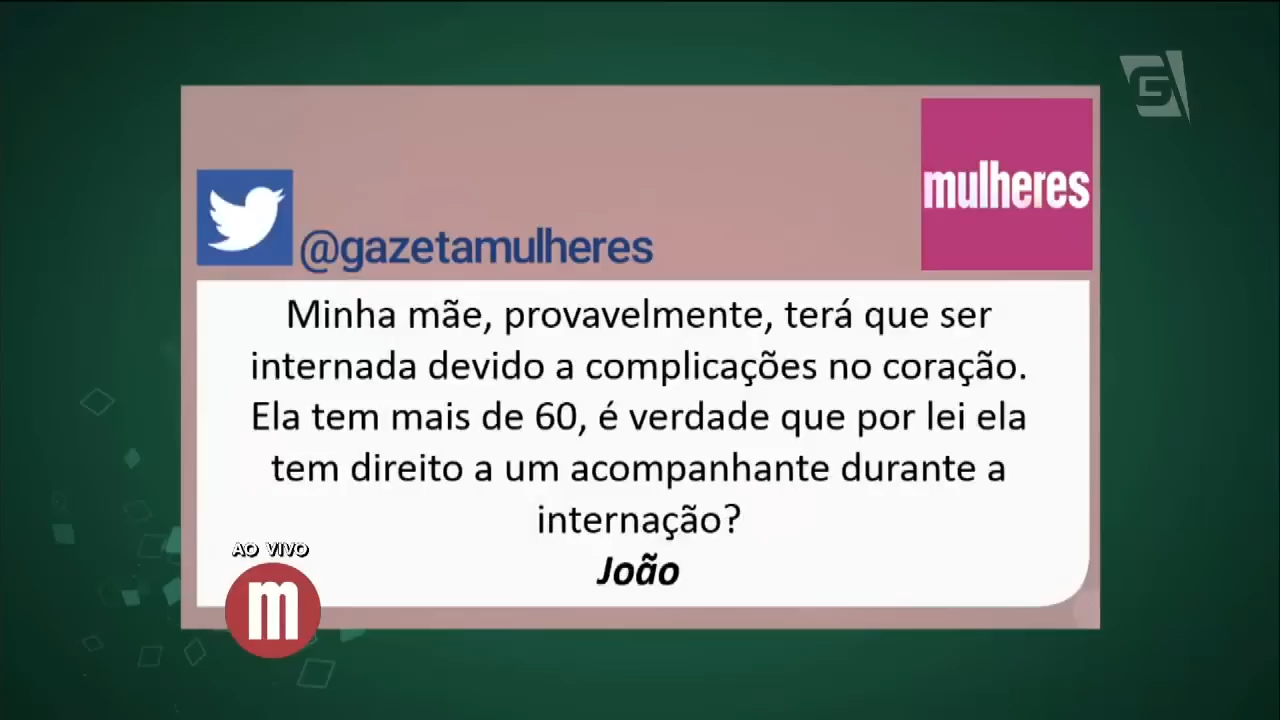 mulheres
@gazetamulheres
Minha mãe, provavelmente, terá que ser
internada devido a complicações no coração.
Ela tem mais de 60, é verdade que por lei ela
tem direito a um acompanhante durante a
internação?
João
AO VIVO
m